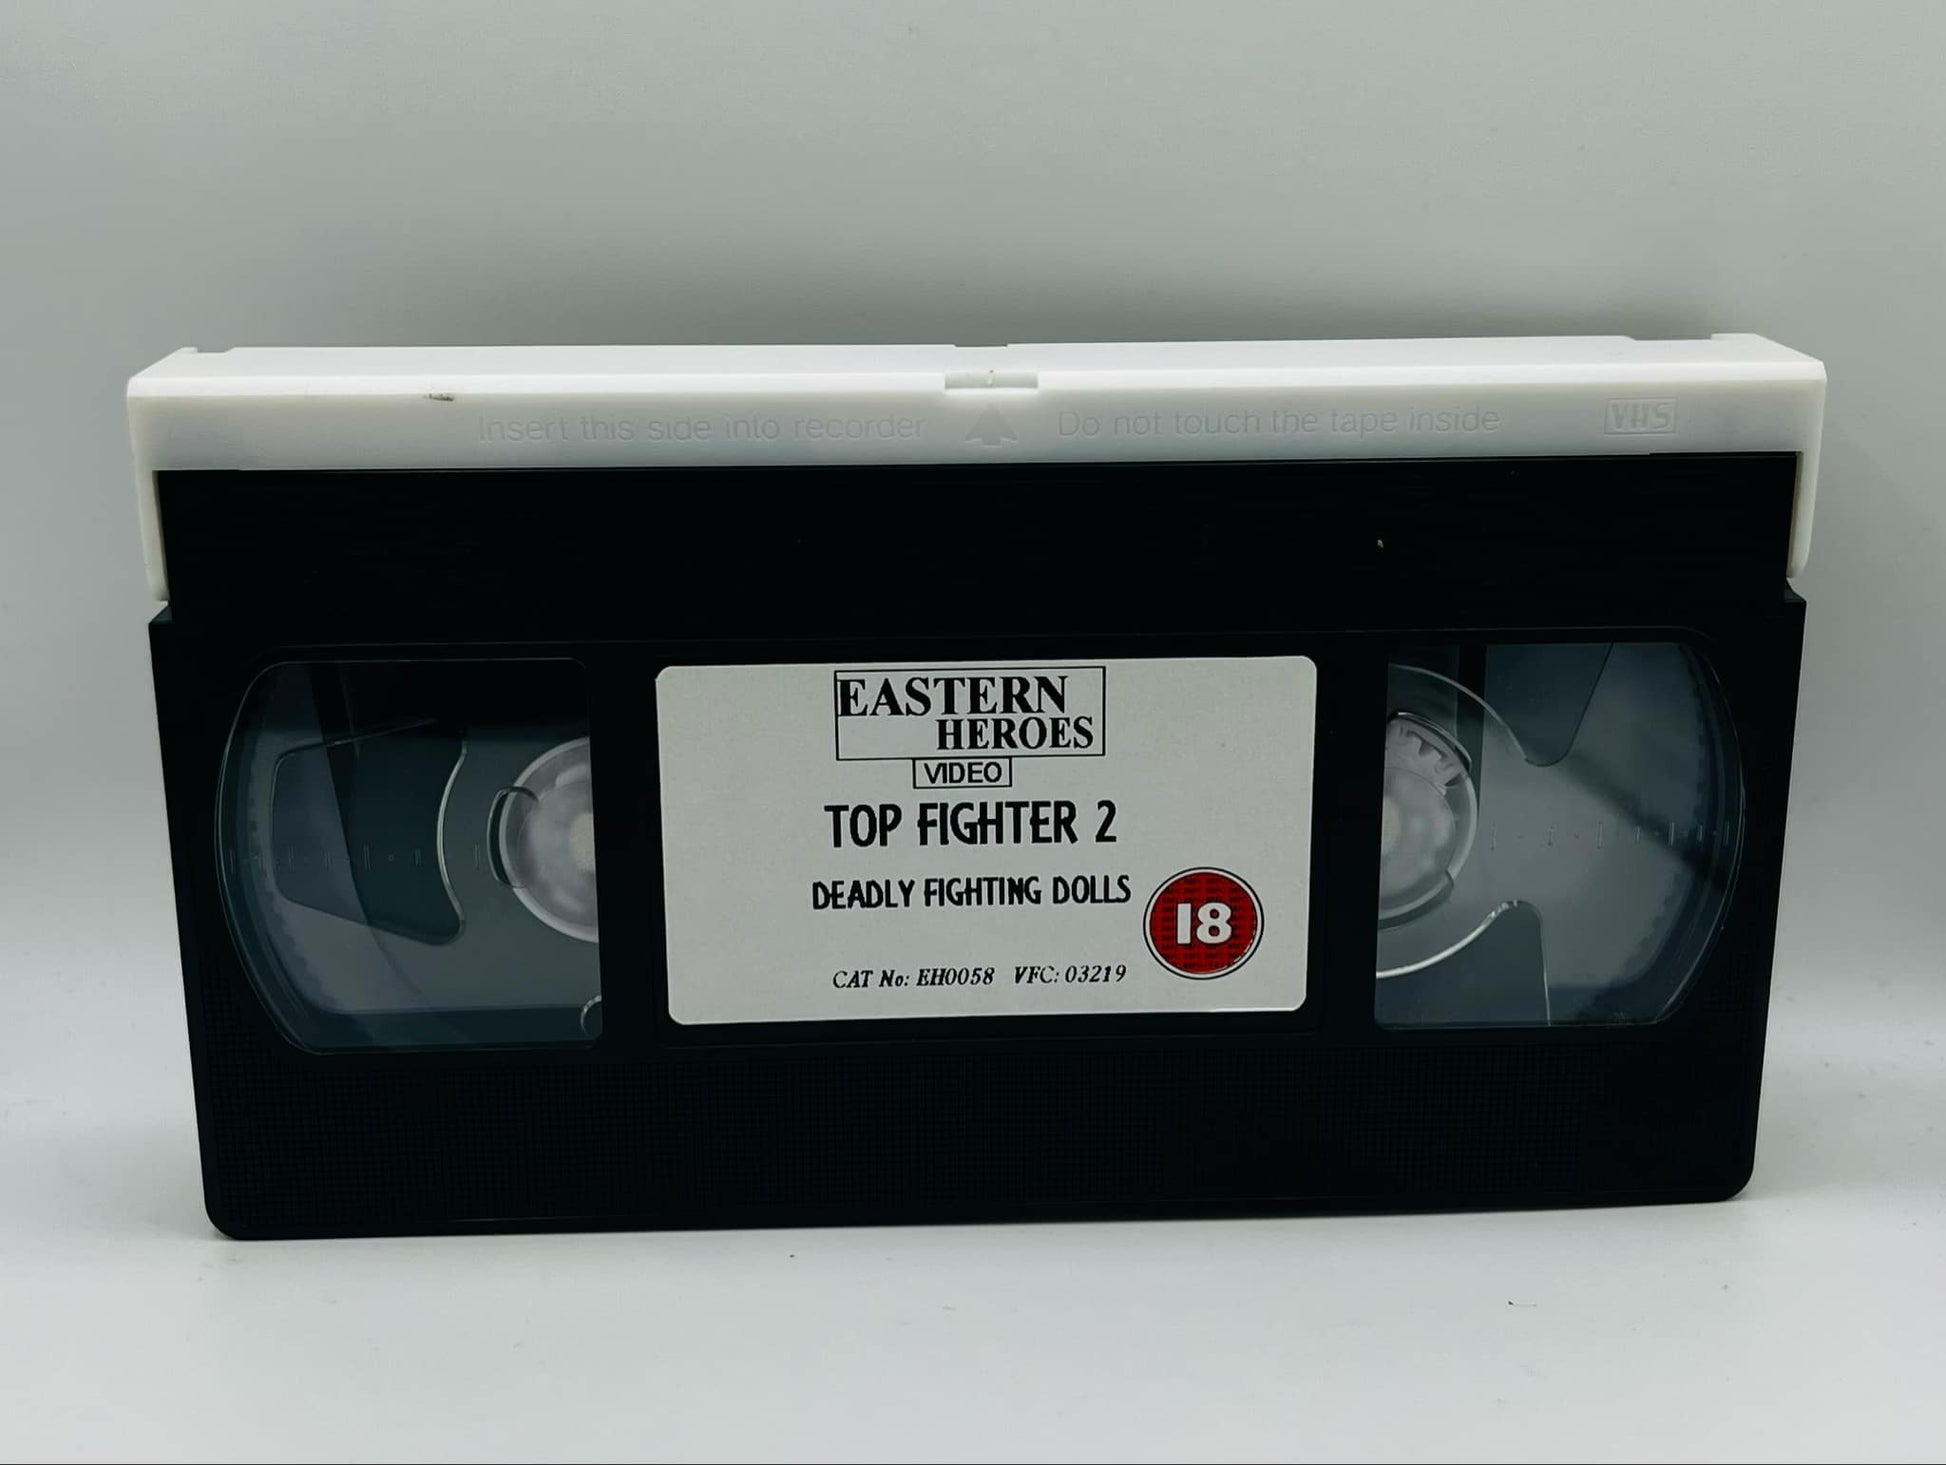 Insert this side into recorder Do not touch the tape inside VHS
EASTERN
HEROES
VIDEO
TOP FIGHTER 2
DEADLY FIGHTING DOLLS
18
CAT No: EH0058 VFC: 03219